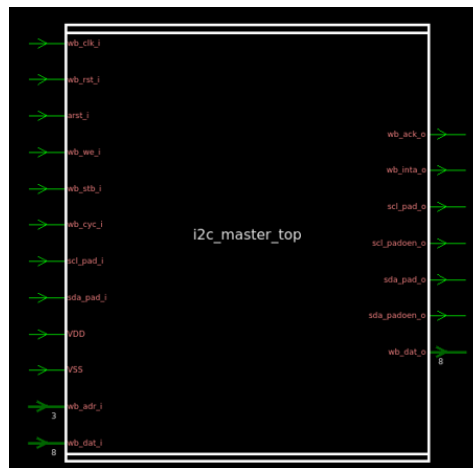 wb_clk_i
wb_rst_i
arst_i
wb_we_i
wb_stb_i
wb_cyc_i
scl_pad_i
sda_pad_i
VDD
VSS
wb_adr_i
3
wb_dat_i
8
i2c_master_top
wb_ack_o
wb_inta_o
scl_pad_o
scl_padoen_o
sda_pad_o
sda_padoen_o
wb_dat_o
8